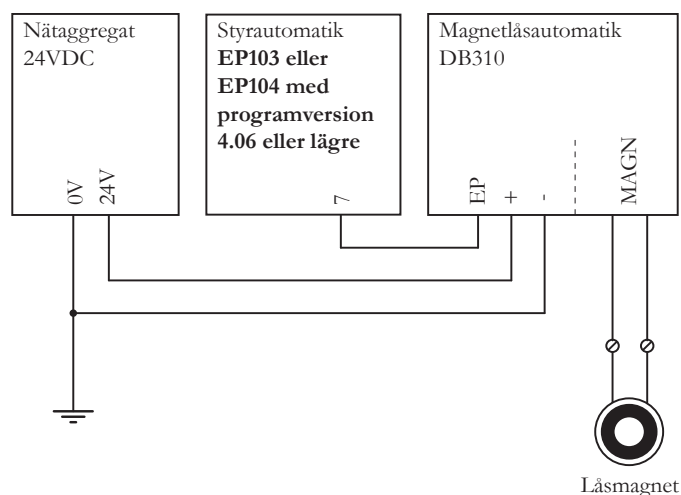 Nätaggregat
24VDC
0V
24V
Styrautomatik
EP103 eller
EP104 med
programversion
4.06 eller lägre
7
Magnetlåsautomatik
DB310
EP
+
-
MAGN
Låsmagnet